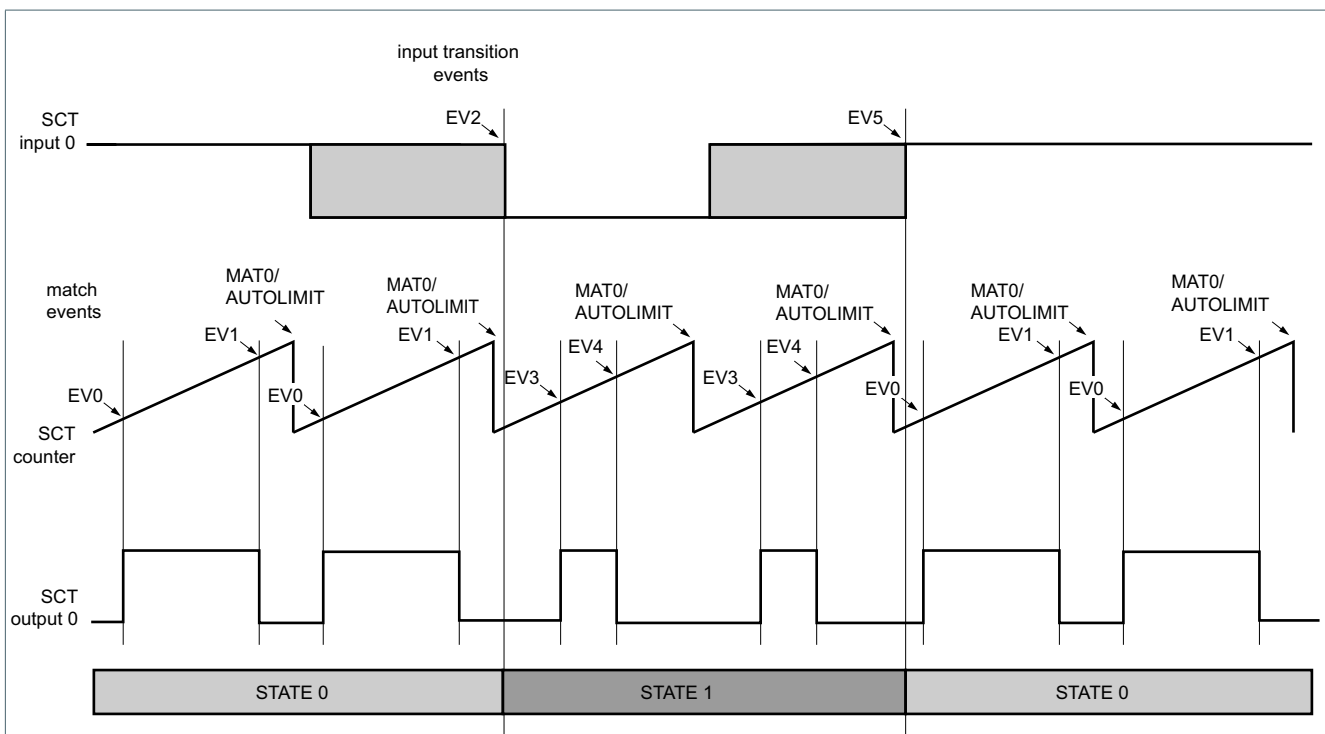 input transition
events
SCT
input 0
EV2
EV5
match
events
MAT0/
AUTOLIMIT
MAT0/
AUTOLIMIT
MAT0/
AUTOLIMIT
MAT0/
AUTOLIMIT
MAT0/
AUTOLIMIT
MAT0/
AUTOLIMIT
EV0
EV1
EV0
EV1
EV3
EV4
EV3
EV4
EV0
EV1
EV0
EV1
SCT
counter
SCT
output 0
STATE 0
STATE 1
STATE 0